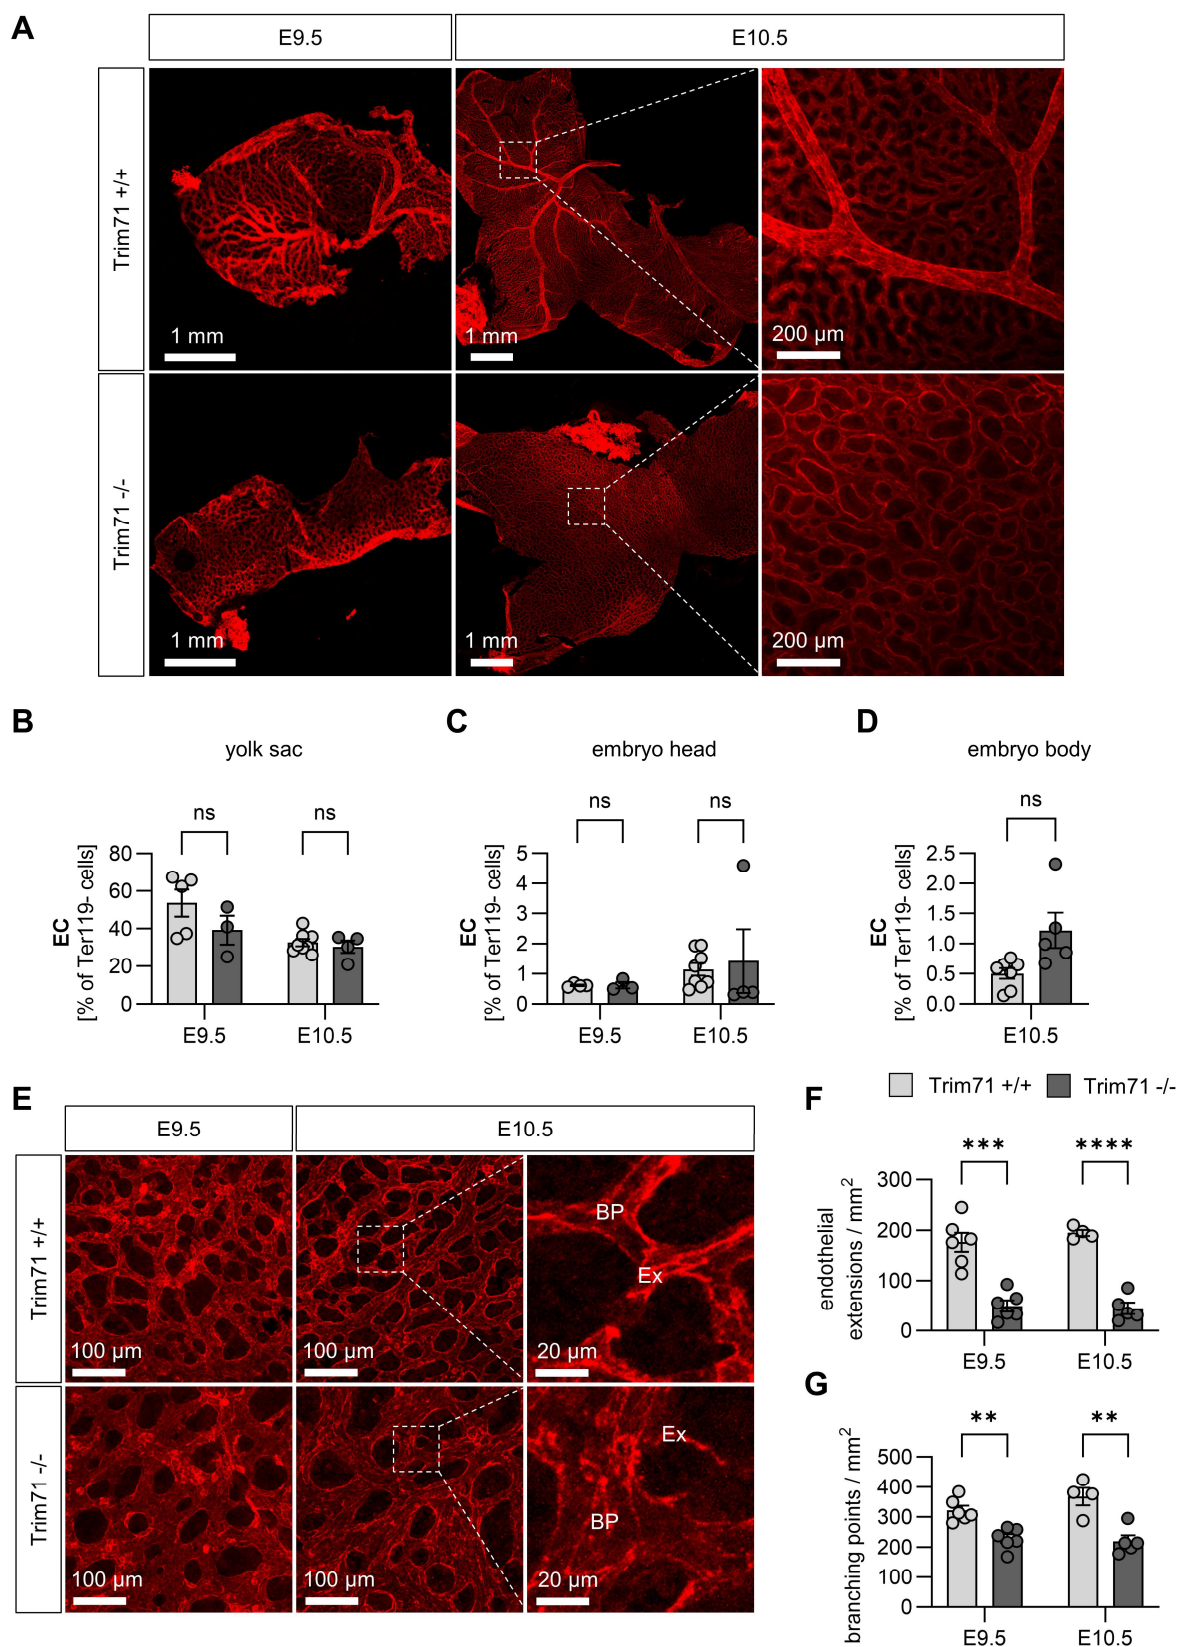 A
E9.5
E10.5
Trim71 +/+
1 mm
1 mm
200 µm
Trim71 -/-
1 mm
1 mm
200 µm
B
yolk sac
ns
ns
EC
[% of Ter119- cells]
80
60
40
20
0
E9.5
E10.5
C
embryo head
ns
ns
EC
[% of Ter119- cells]
5
4
3
2
1
0
E9.5
E10.5
D
embryo body
ns
EC
[% of Ter119- cells]
2.5
2.0
1.5
1.0
0.5
0.0
E10.5
Trim71 +/+
Trim71 -/-
E
E9.5
E10.5
Trim71 +/+
100 µm
100 µm
BP
Ex
20 µm
Trim71 -/-
100 µm
100 µm
Ex
BP
20 µm
F
***
****
endothelial
extensions / mm²
300
200
100
0
E9.5
E10.5
G
**
**
branching points / mm²
500
400
300
200
100
0
E9.5
E10.5